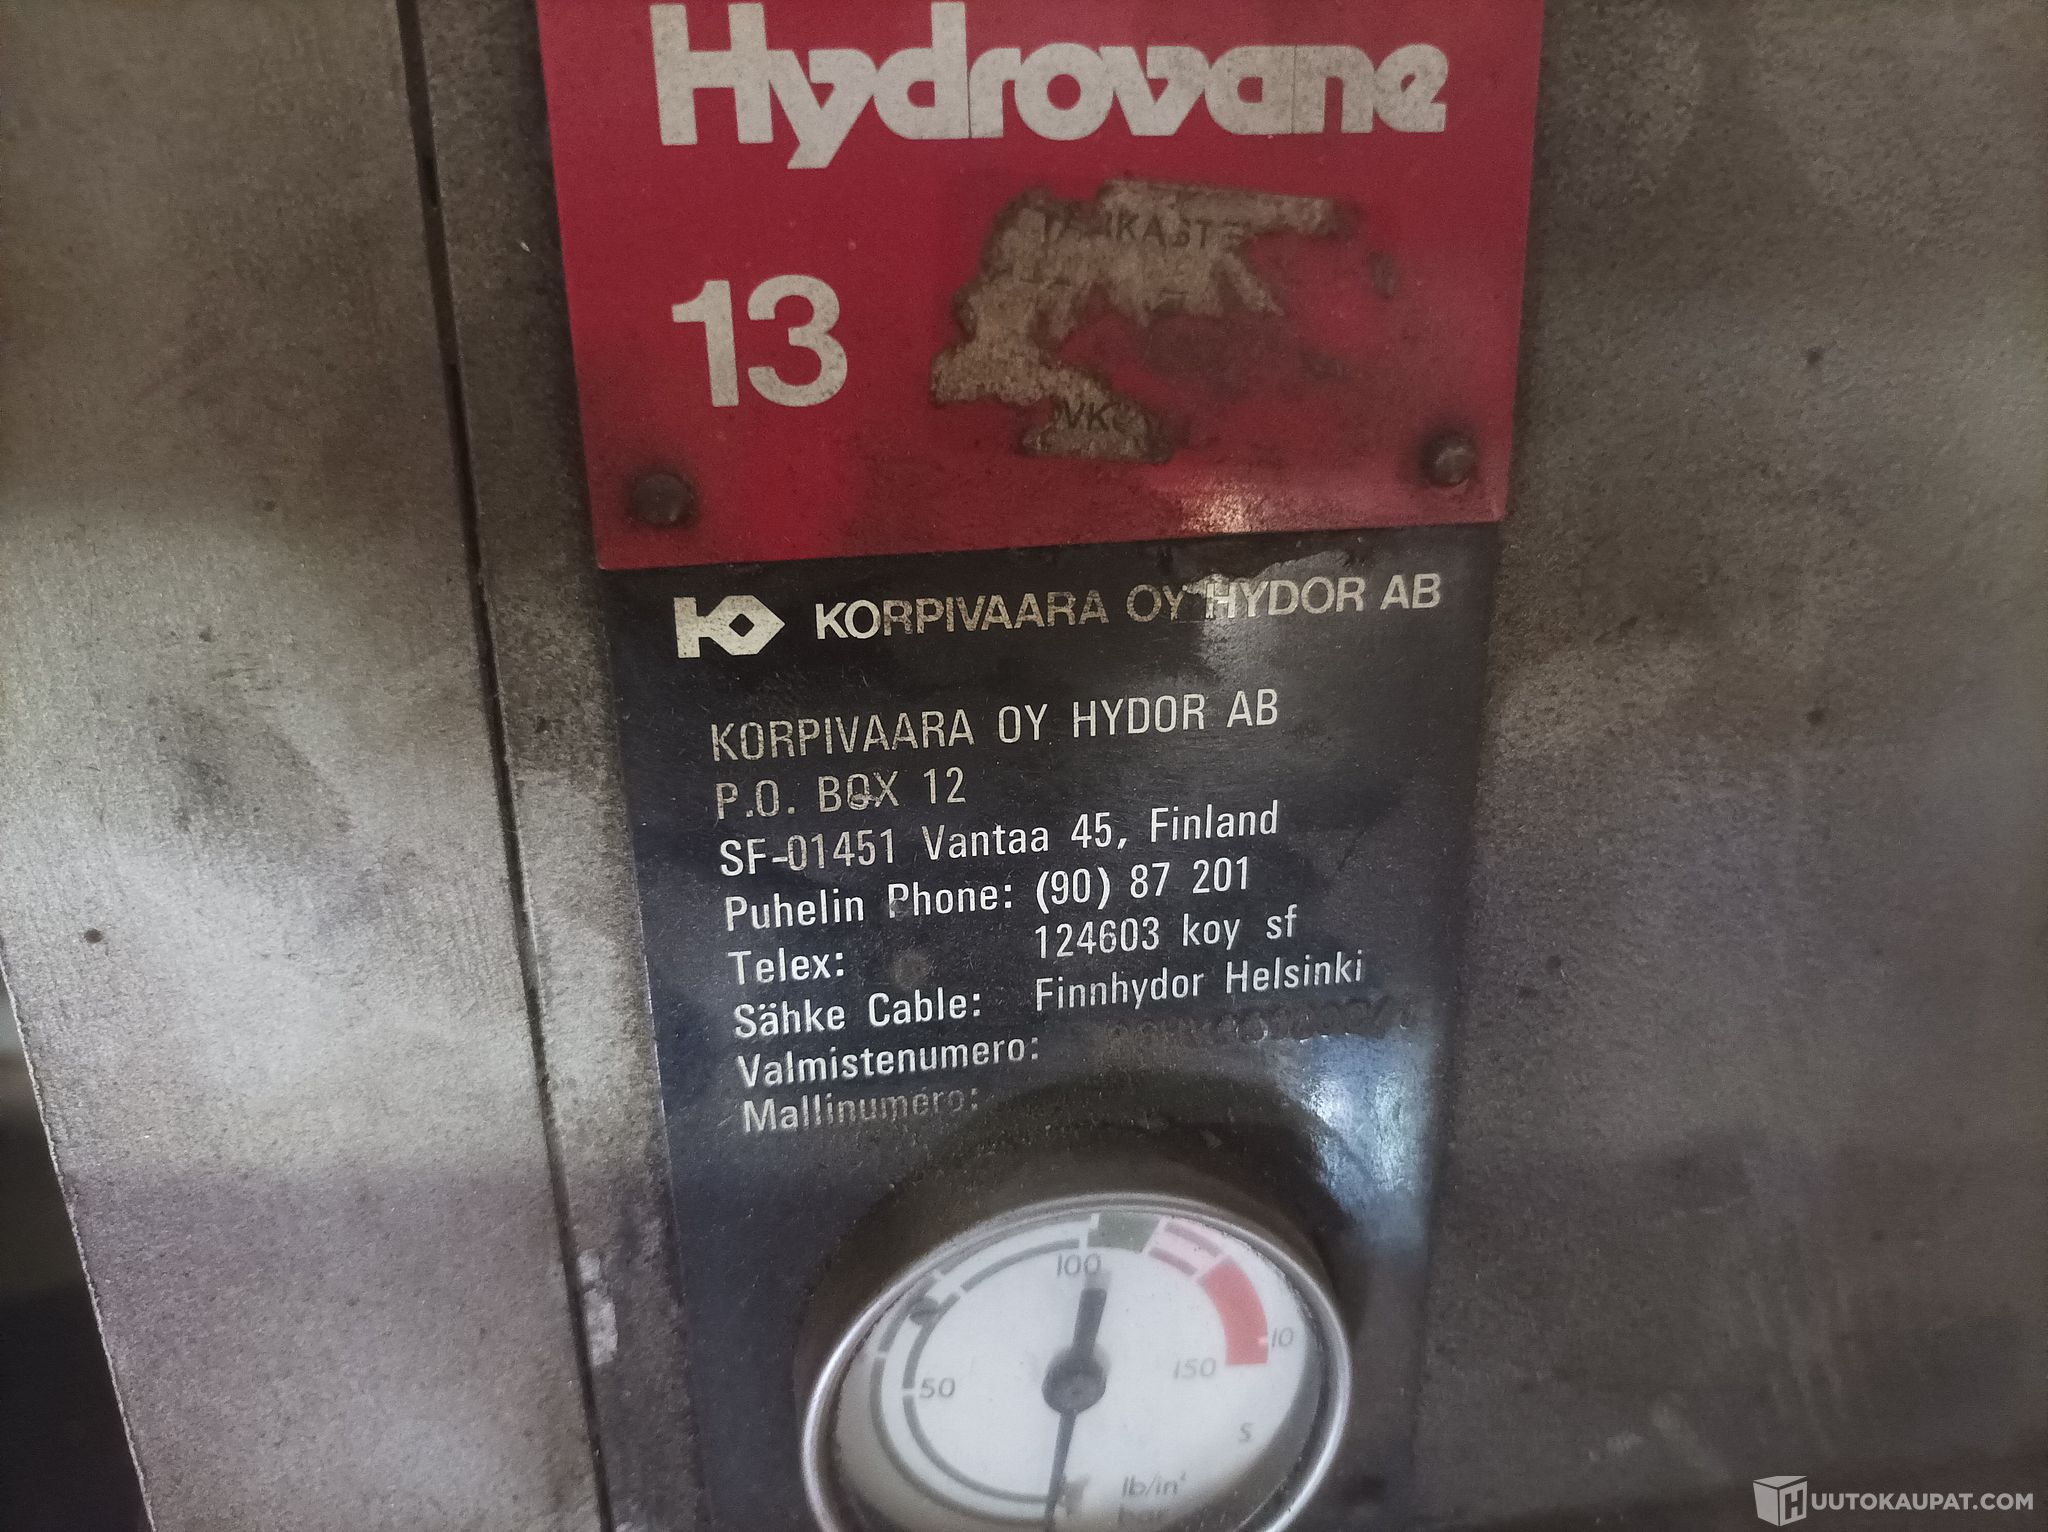 Hydrovane
13
KORPIVAARA OY HYDOR AB
KORPIVAARA OY HYDOR AB
P.O. BOX 12
SF-01451 Vantaa 45, Finland
Puhelin Phone: (90) 87 201
Telex: 124603 koy sf
Sähke Cable: Finnhydor Helsinki
Valmistenumero:
Mallinumero:
100
50
150
10
S
lb/in²
HUUTOKAUPAT.COM